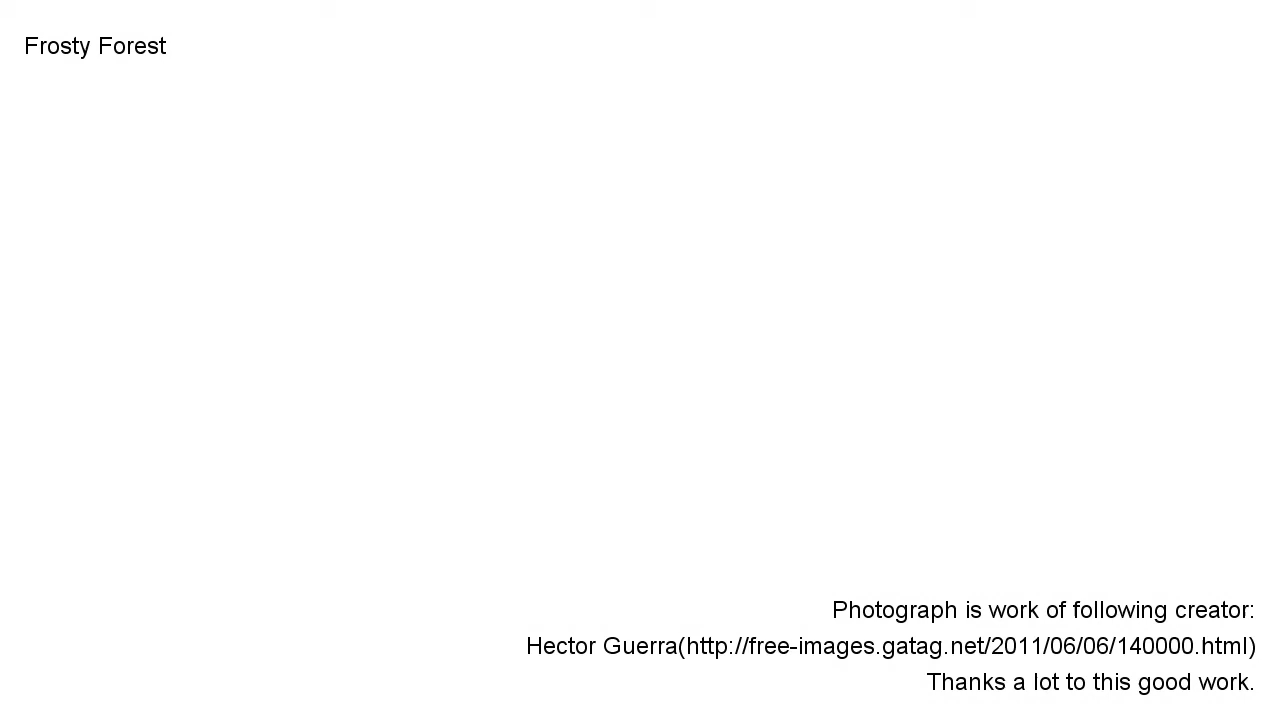 Frosty Forest
Photograph is work of following creator:
Hector Guerra(http://free-images.gatag.net/2011/06/06/140000.html)
Thanks a lot to this good work.